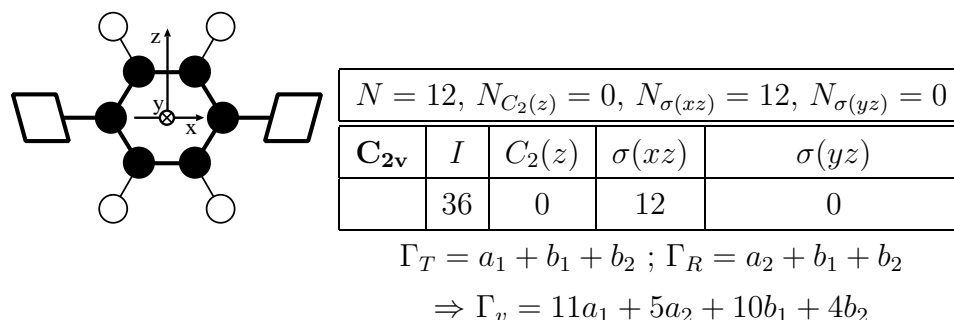 z
y
x
N = 12, N_{C_2(z)} = 0, N_{σ(xz)} = 12, N_{σ(yz)} = 0
C_{2v} I C_2(z) σ(xz) σ(yz)
36 0 12 0
Γ_T = a_1 + b_1 + b_2 ; Γ_R = a_2 + b_1 + b_2
⇒ Γ_v = 11a_1 + 5a_2 + 10b_1 + 4b_2